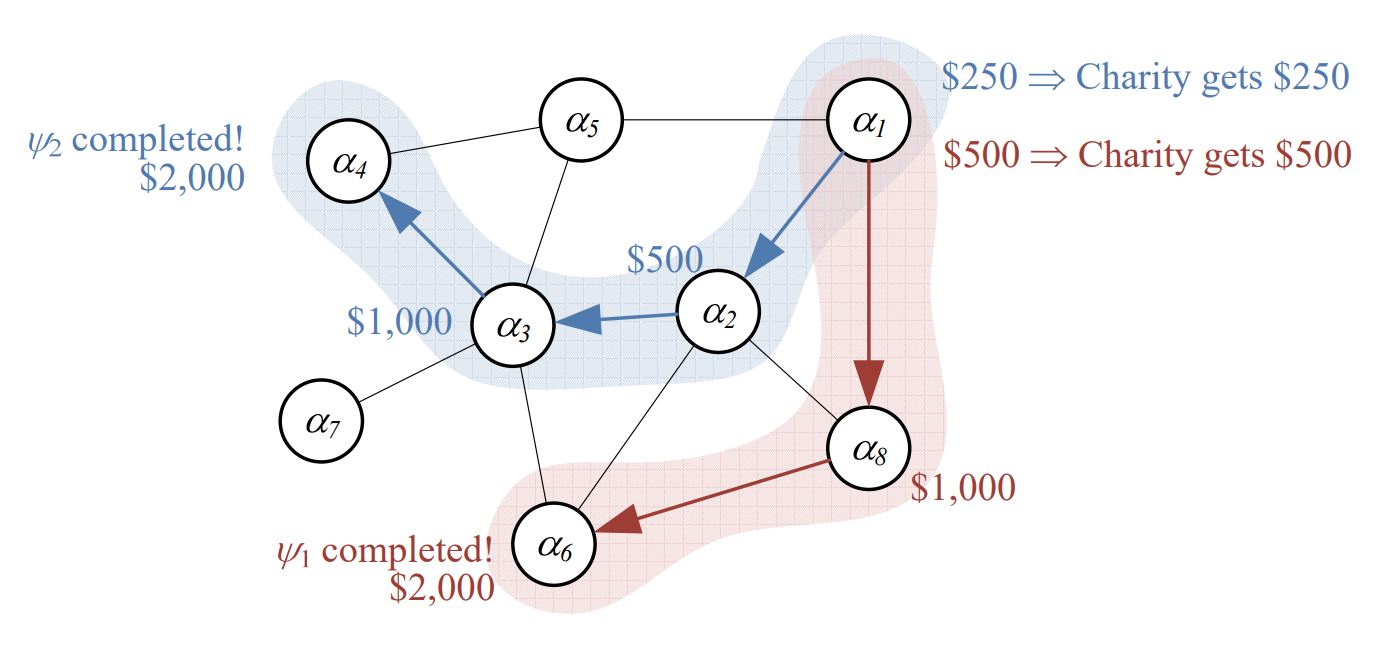 $250 ⇒ Charity gets $250
α5
α1
ψ2 completed!
$2,000
α4
$500 ⇒ Charity gets $500
$500
$1,000
α3
α2
α7
α8
$1,000
ψ1 completed!
$2,000
α6